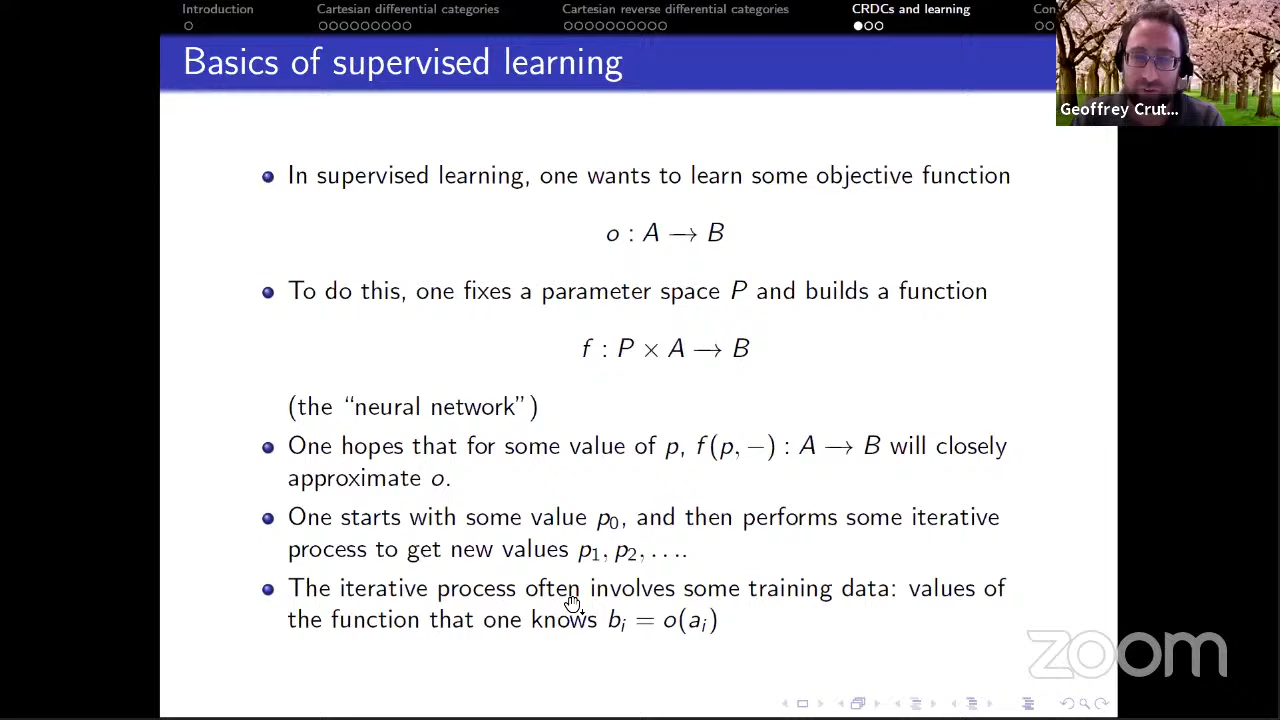 Introduction
Cartesian differential categories
Cartesian reverse differential categories
CRDCs and learning
Con
Basics of supervised learning
Geoffrey Crut...
In supervised learning, one wants to learn some objective function
o : A → B
To do this, one fixes a parameter space P and builds a function
f : P × A → B
(the “neural network”)
One hopes that for some value of p, f(p, −) : A → B will closely
approximate o.
One starts with some value p₀, and then performs some iterative
process to get new values p₁, p₂, . . ..
The iterative process often involves some training data: values of
the function that one knows bᵢ = o(aᵢ)
zoom